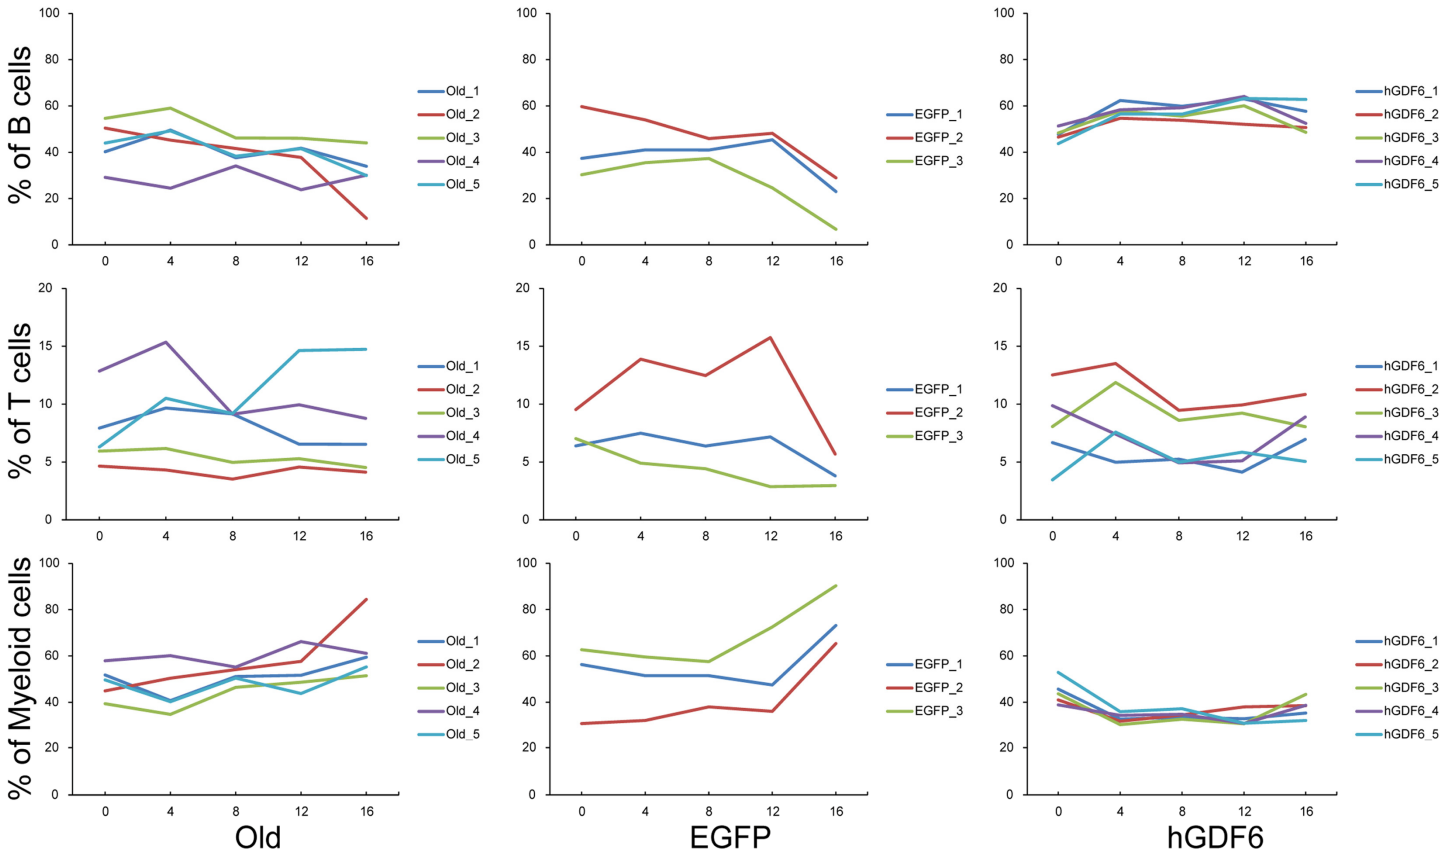 % of B cells
100
80
60
40
20
0
0 4 8 12 16
Old_1
Old_2
Old_3
Old_4
Old_5
100
80
60
40
20
0
0 4 8 12 16
EGFP_1
EGFP_2
EGFP_3
100
80
60
40
20
0
0 4 8 12 16
hGDF6_1
hGDF6_2
hGDF6_3
hGDF6_4
hGDF6_5
% of T cells
20
15
10
5
0
0 4 8 12 16
Old_1
Old_2
Old_3
Old_4
Old_5
20
15
10
5
0
0 4 8 12 16
EGFP_1
EGFP_2
EGFP_3
20
15
10
5
0
0 4 8 12 16
hGDF6_1
hGDF6_2
hGDF6_3
hGDF6_4
hGDF6_5
% of Myeloid cells
100
80
60
40
20
0
0 4 8 12 16
Old_1
Old_2
Old_3
Old_4
Old_5
100
80
60
40
20
0
0 4 8 12 16
EGFP_1
EGFP_2
EGFP_3
100
80
60
40
20
0
0 4 8 12 16
hGDF6_1
hGDF6_2
hGDF6_3
hGDF6_4
hGDF6_5
Old
EGFP
hGDF6